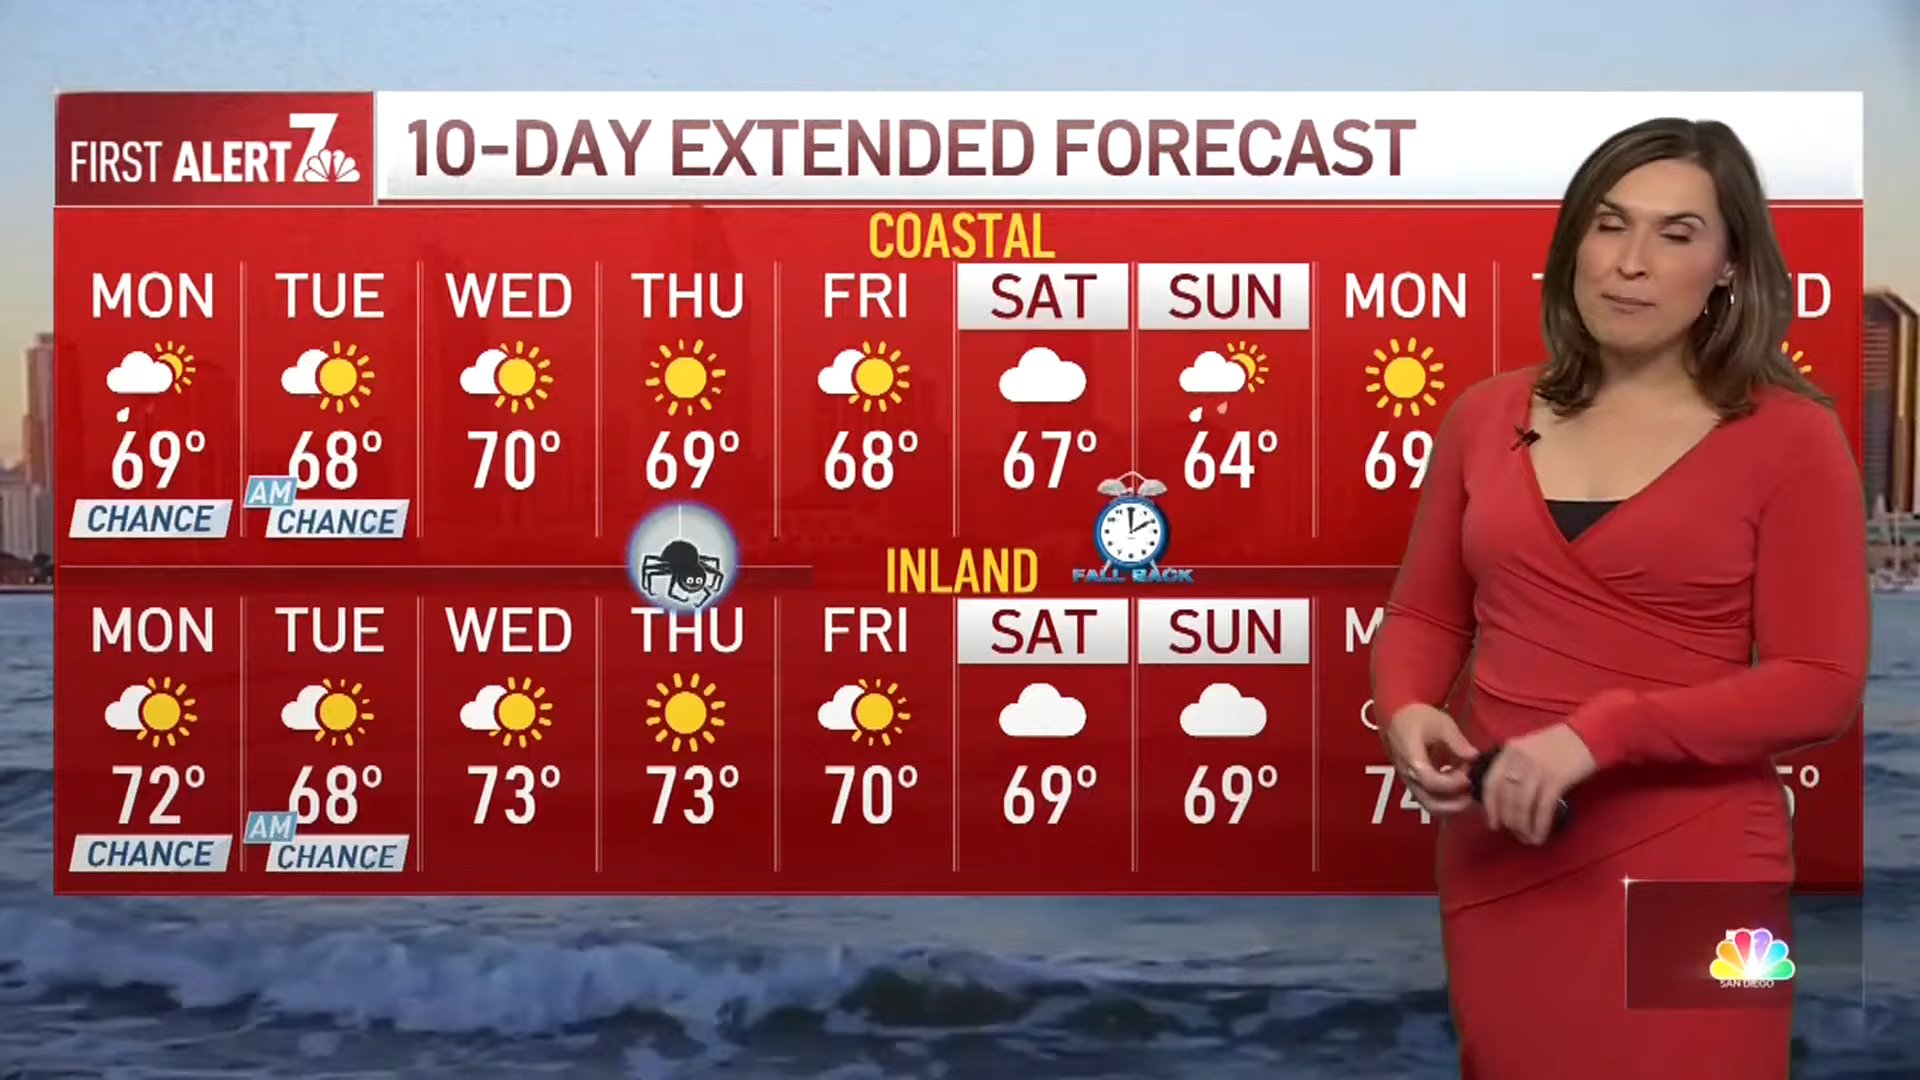 FIRST ALERT 7
10-DAY EXTENDED FORECAST
COASTAL
MON TUE WED THU FRI SAT SUN MON
69° 68° 70° 69° 68° 67° 64° 69
AM
CHANCE CHANCE
FALL BACK
INLAND
MON TUE WED THU FRI SAT SUN
72° 68° 73° 73° 70° 69° 69° 74
AM
CHANCE CHANCE
SAN DIEGO